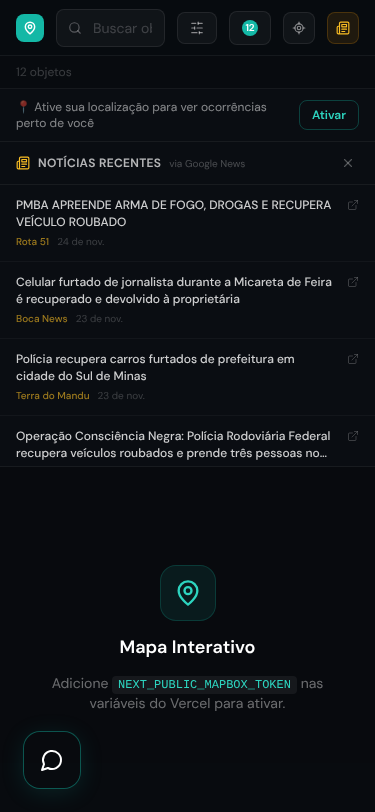 Buscar ob
12
12 objetos
📍 Ative sua localização para ver ocorrências
perto de você
Ativar
NOTÍCIAS RECENTES via Google News
PMBA APREENDE ARMA DE FOGO, DROGAS E RECUPERA
VEÍCULO ROUBADO
Rota 51 24 de nov.
Celular furtado de jornalista durante a Micareta de Feira
é recuperado e devolvido à proprietária
Boca News 23 de nov.
Polícia recupera carros furtados de prefeitura em
cidade do Sul de Minas
Terra do Mandu 23 de nov.
Operação Consciência Negra: Polícia Rodoviária Federal
recupera veículos roubados e prende três pessoas no...
Mapa Interativo
Adicione NEXT_PUBLIC_MAPBOX_TOKEN nas
variáveis do Vercel para ativar.